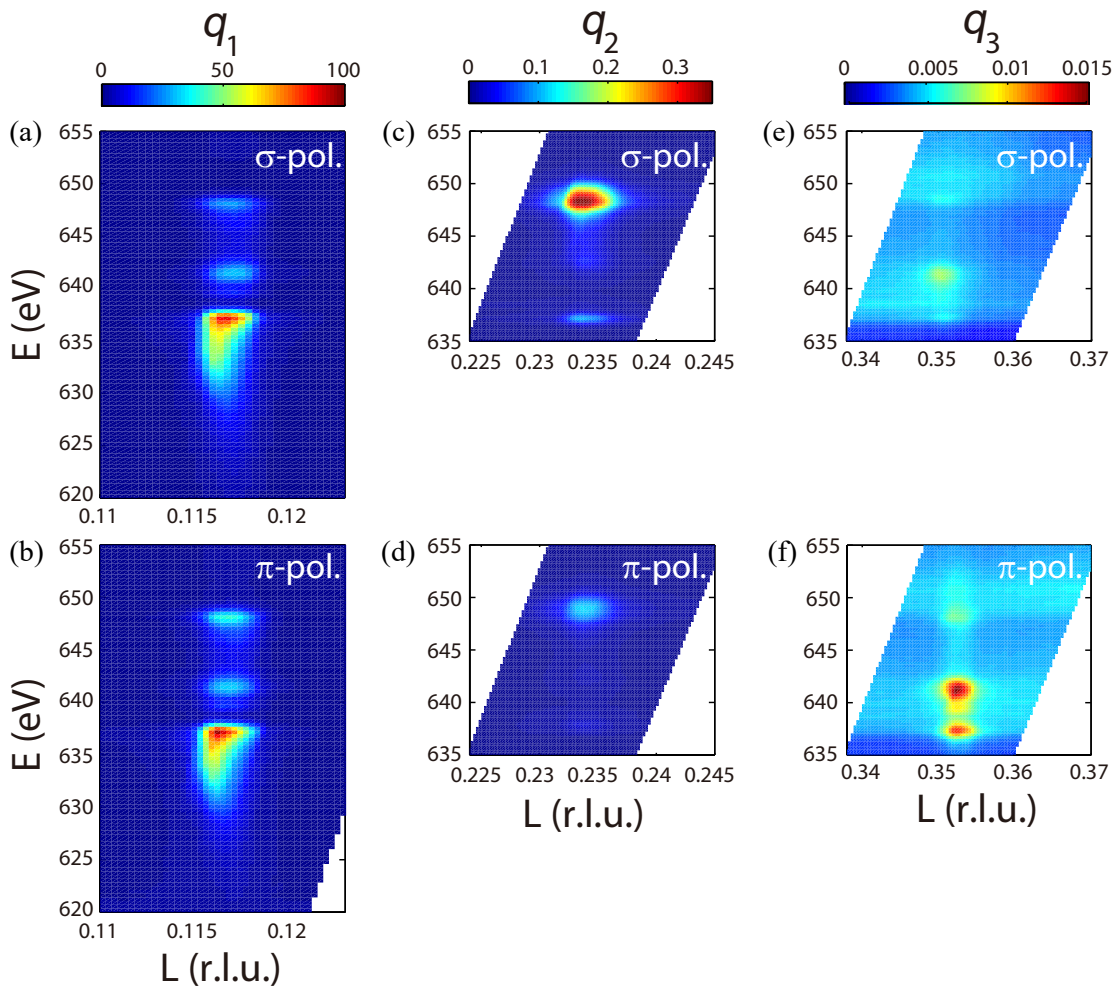 q1 q2 q3
0 50 100 0 0.1 0.2 0.3 0 0.005 0.01 0.015
(a) (c) (e)
655 650 645 640 635 630 625 620
E (eV)
σ-pol.
0.11 0.115 0.12
655 650 645 640 635
σ-pol.
0.225 0.23 0.235 0.24 0.245
655 650 645 640 635
σ-pol.
0.34 0.35 0.36 0.37
(b) (d) (f)
655 650 645 640 635 630 625 620
E (eV)
π-pol.
0.11 0.115 0.12
L (r.l.u.)
655 650 645 640 635
π-pol.
0.225 0.23 0.235 0.24 0.245
L (r.l.u.)
655 650 645 640 635
π-pol.
0.34 0.35 0.36 0.37
L (r.l.u.)